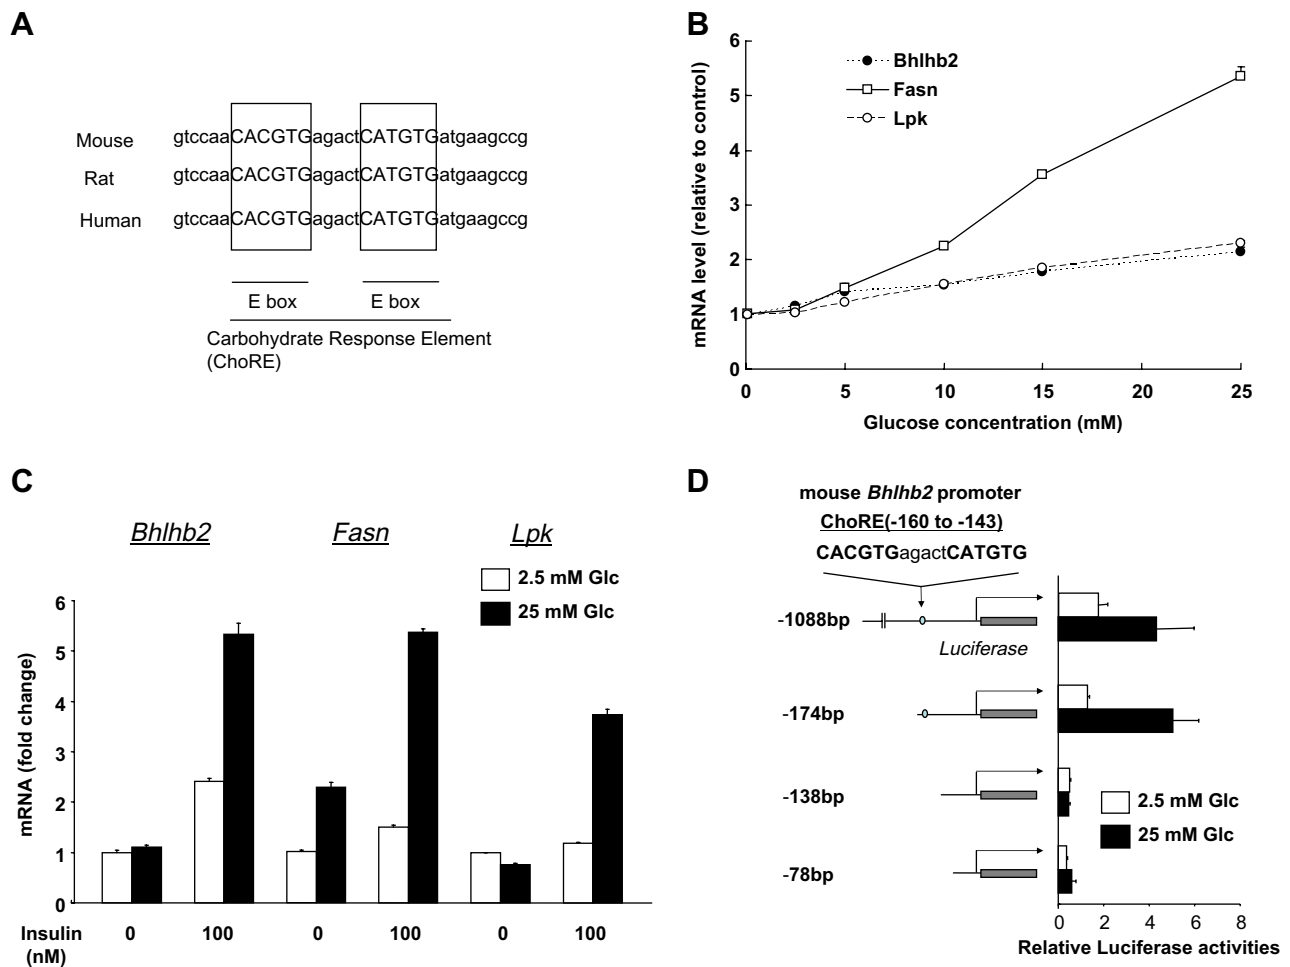 A
Mouse gtccaaCACGTGagactCATGTGatgaagccg
Rat gtccaaCACGTGagactCATGTGatgaagccg
Human gtccaaCACGTGagactCATGTGatgaagccg
E box E box
Carbohydrate Response Element
(ChoRE)
B
6
5
4
3
2
1
0
mRNA level (relative to control)
Bhlhb2
Fasn
Lpk
0 5 10 15 20 25
Glucose concentration (mM)
C
Bhlhb2 Fasn Lpk
2.5 mM Glc
25 mM Glc
6
5
4
3
2
1
0
mRNA (fold change)
Insulin 0 100 0 100 0 100
(nM)
D
mouse Bhlhb2 promoter
ChoRE(-160 to -143)
CACGTGagactCATGTG
-1088bp
Luciferase
-174bp
-138bp
-78bp
2.5 mM Glc
25 mM Glc
0 2 4 6 8
Relative Luciferase activities